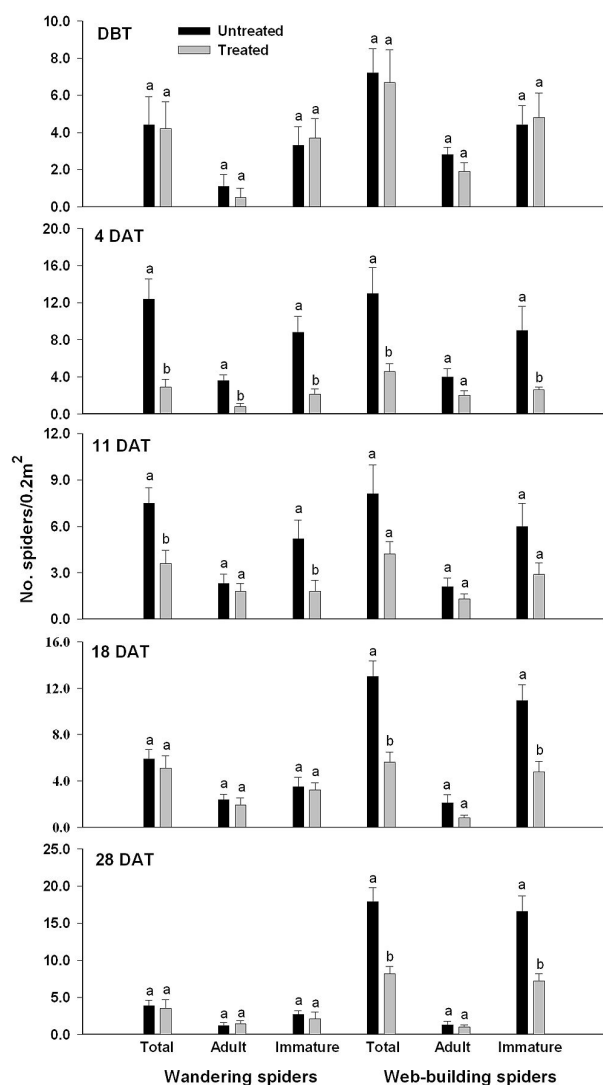 DBT
Untreated
Treated
10.0
8.0
6.0
4.0
2.0
0.0
a a a a a a a a a a a a
4 DAT
20.0
16.0
12.0
8.0
4.0
0.0
a b a b a b a b a a a b
11 DAT
12.0
9.0
6.0
3.0
0.0
a b a a a b a a a a a a
No. spiders/0.2m²
18 DAT
16.0
12.0
8.0
4.0
0.0
a a a a a a a b a a a b
28 DAT
25.0
20.0
15.0
10.0
5.0
0.0
a a a a a a a b a a a b
Total Adult Immature Total Adult Immature
Wandering spiders Web-building spiders